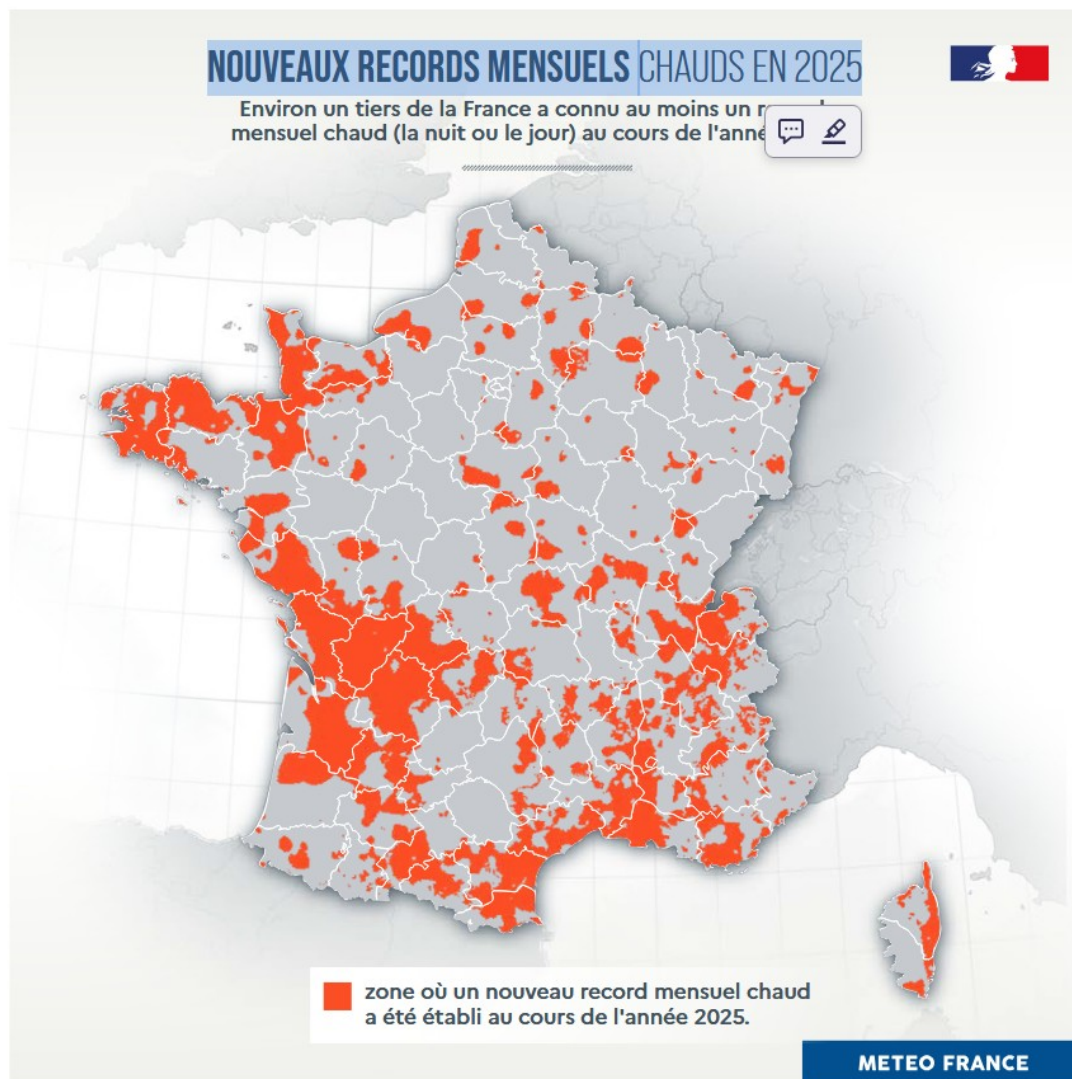 NOUVEAUX RECORDS MENSUELS CHAUDS EN 2025
Environ un tiers de la France a connu au moins un
mensuel chaud (la nuit ou le jour) au cours de l'année
zone où un nouveau record mensuel chaud
a été établi au cours de l'année 2025.
METEO FRANCE